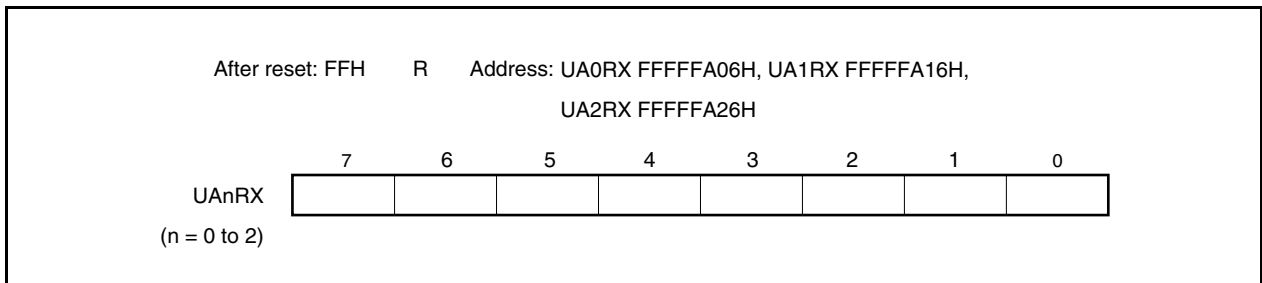 After reset: FFH R Address: UA0RX FFFFFA06H, UA1RX FFFFFA16H,
UA2RX FFFFFA26H
7 6 5 4 3 2 1 0
UAnRX
(n = 0 to 2)